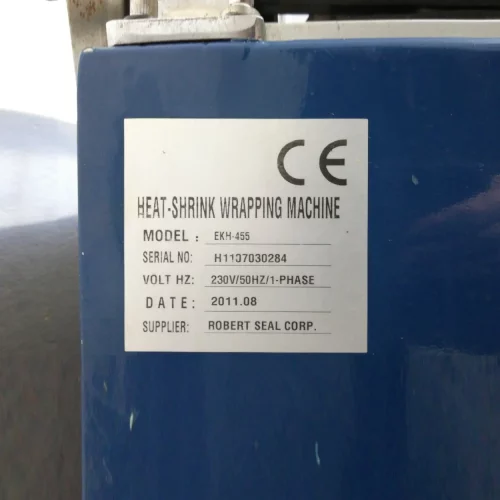 CE
HEAT-SHRINK WRAPPING MACHINE
MODEL : EKH-455
SERIAL NO: H1137030284
VOLT HZ: 230V/50HZ/1-PHASE
DATE: 2011.08
SUPPLIER: ROBERT SEAL CORP.